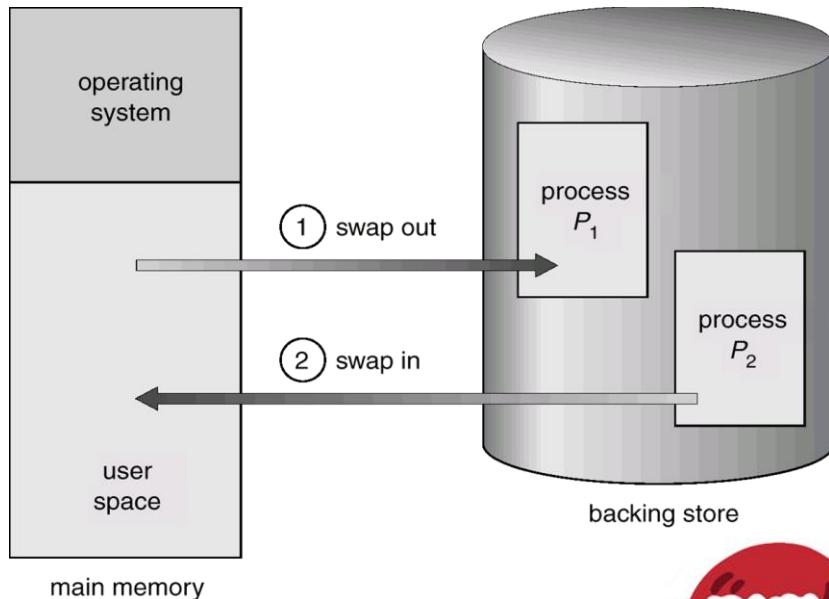 operating
system
1 swap out
process
P1
2 swap in
process
P2
user
space
backing store
main memory